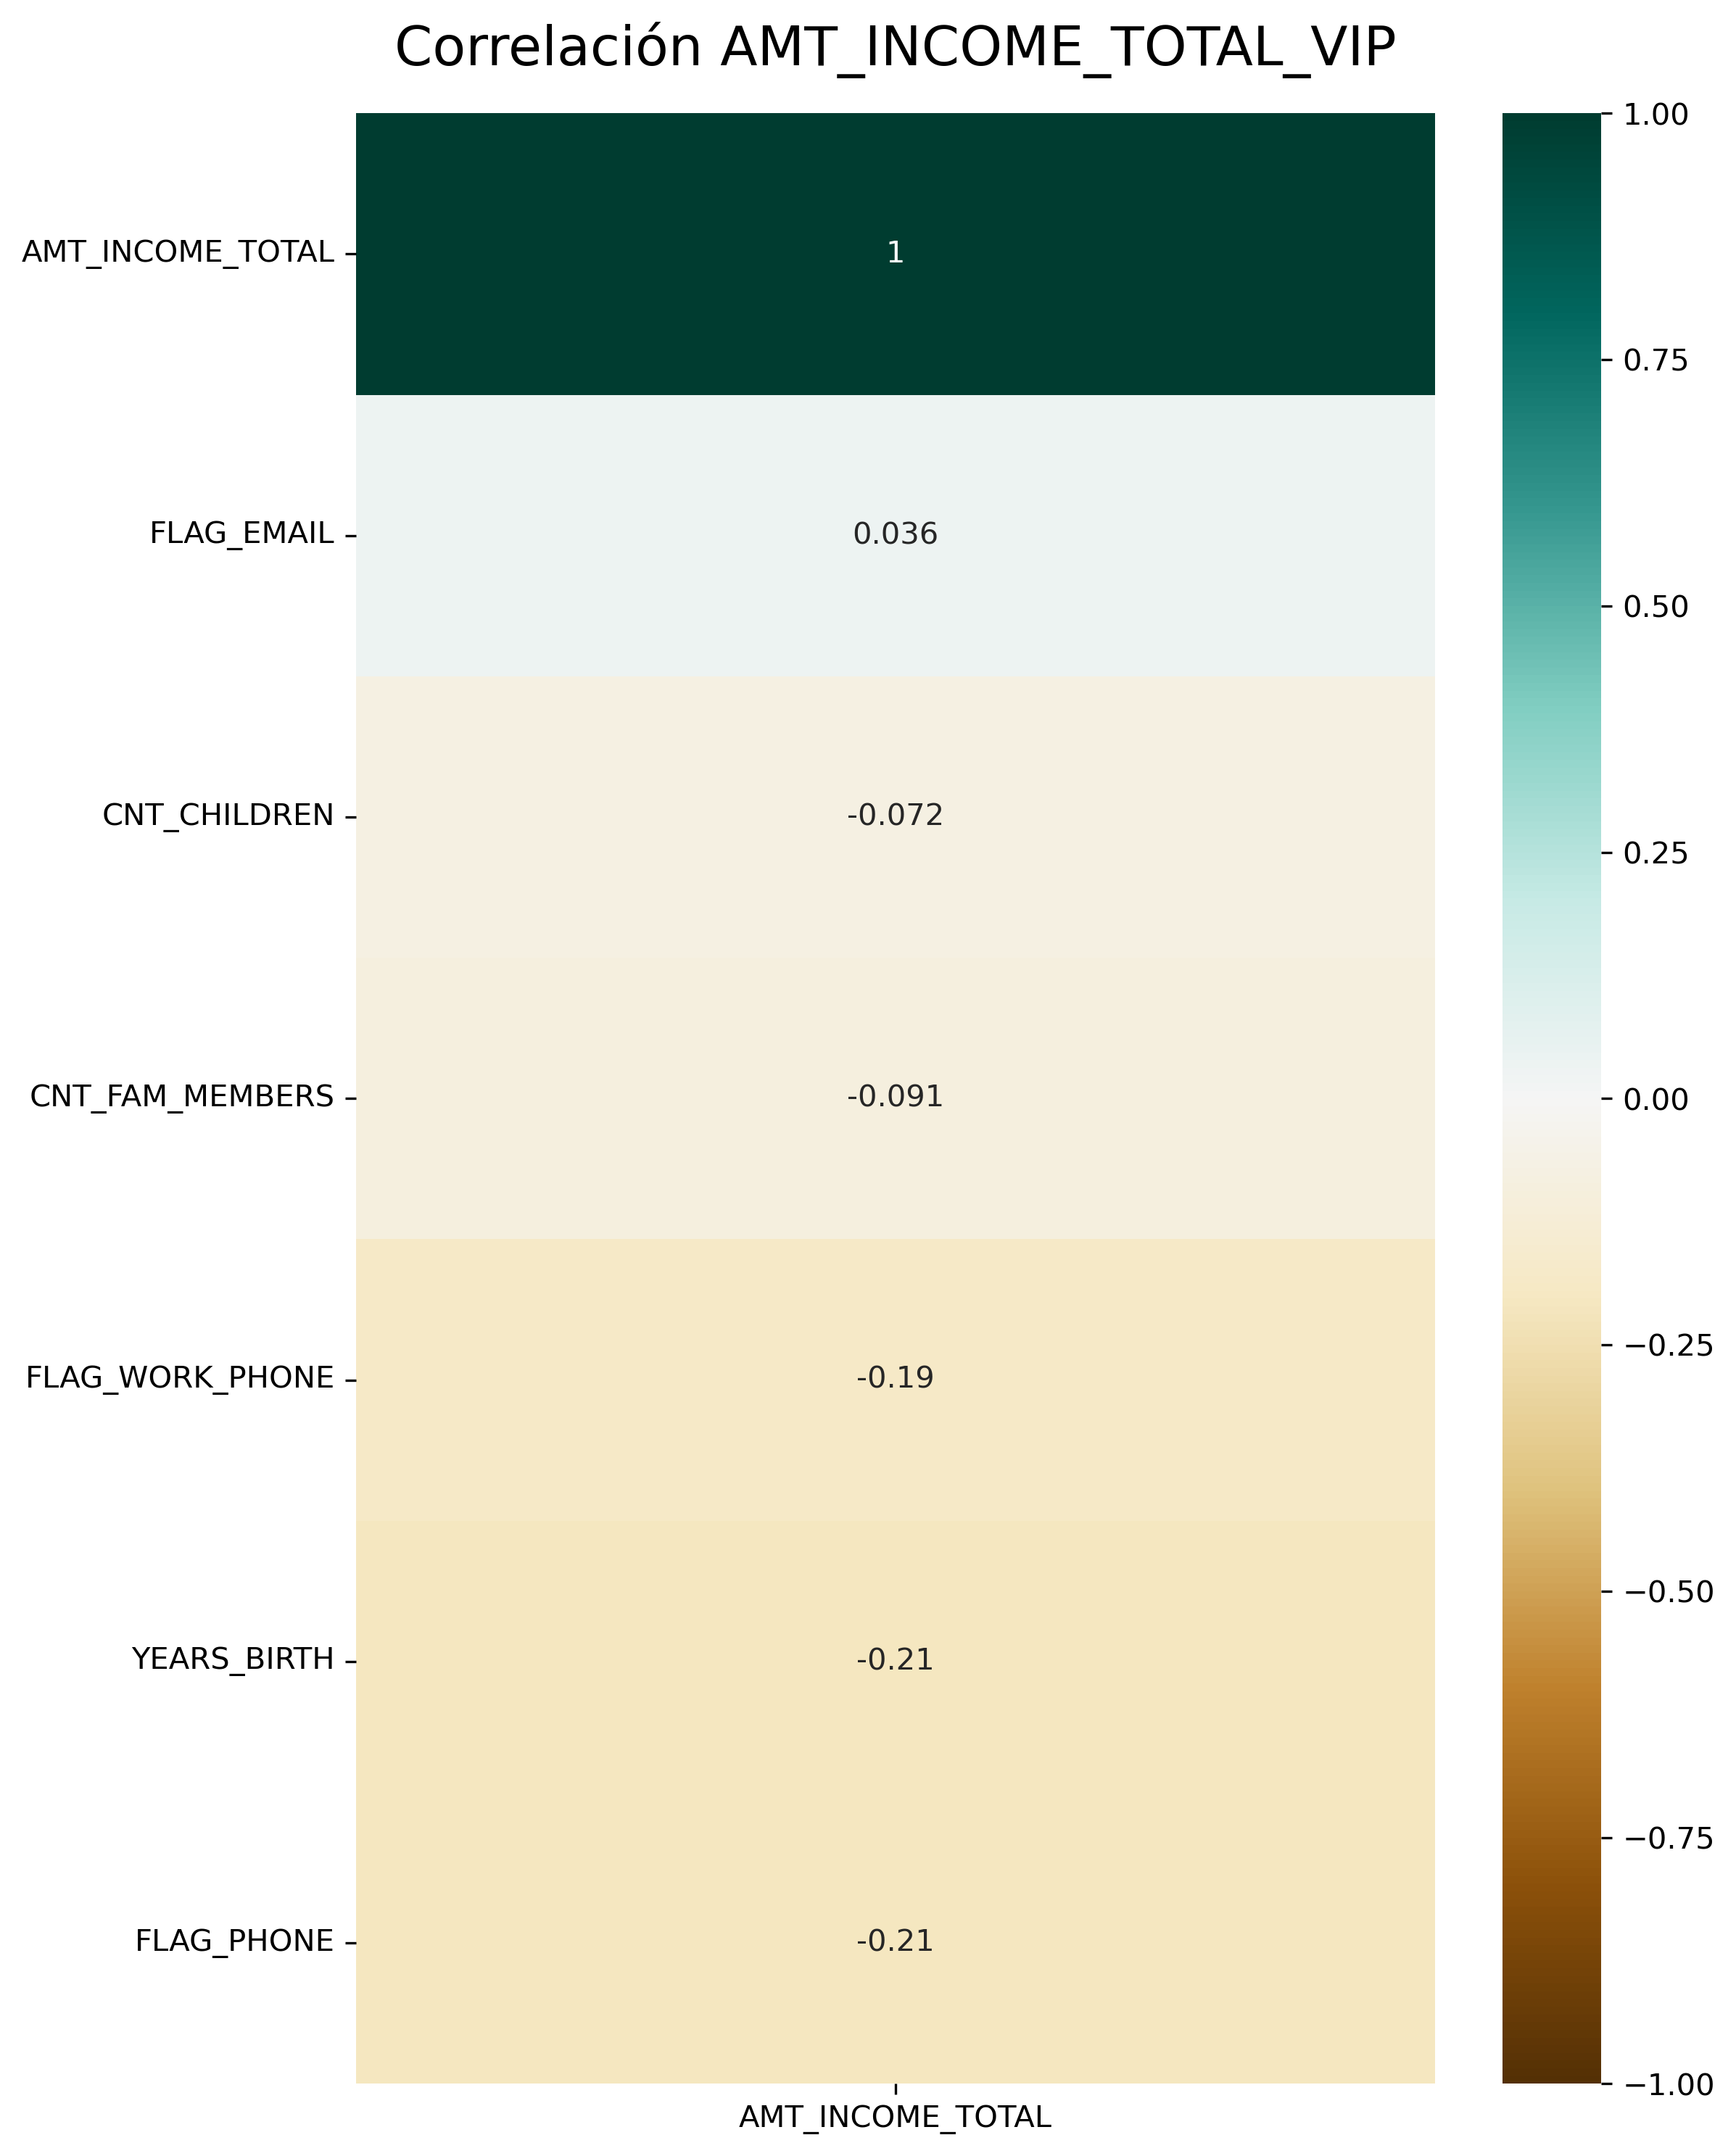 Correlación AMT_INCOME_TOTAL_VIP
AMT_INCOME_TOTAL
1
FLAG_EMAIL
0.036
CNT_CHILDREN
-0.072
CNT_FAM_MEMBERS
-0.091
FLAG_WORK_PHONE
-0.19
YEARS_BIRTH
-0.21
FLAG_PHONE
-0.21
AMT_INCOME_TOTAL
1.00
0.75
0.50
0.25
0.00
−0.25
−0.50
−0.75
−1.00